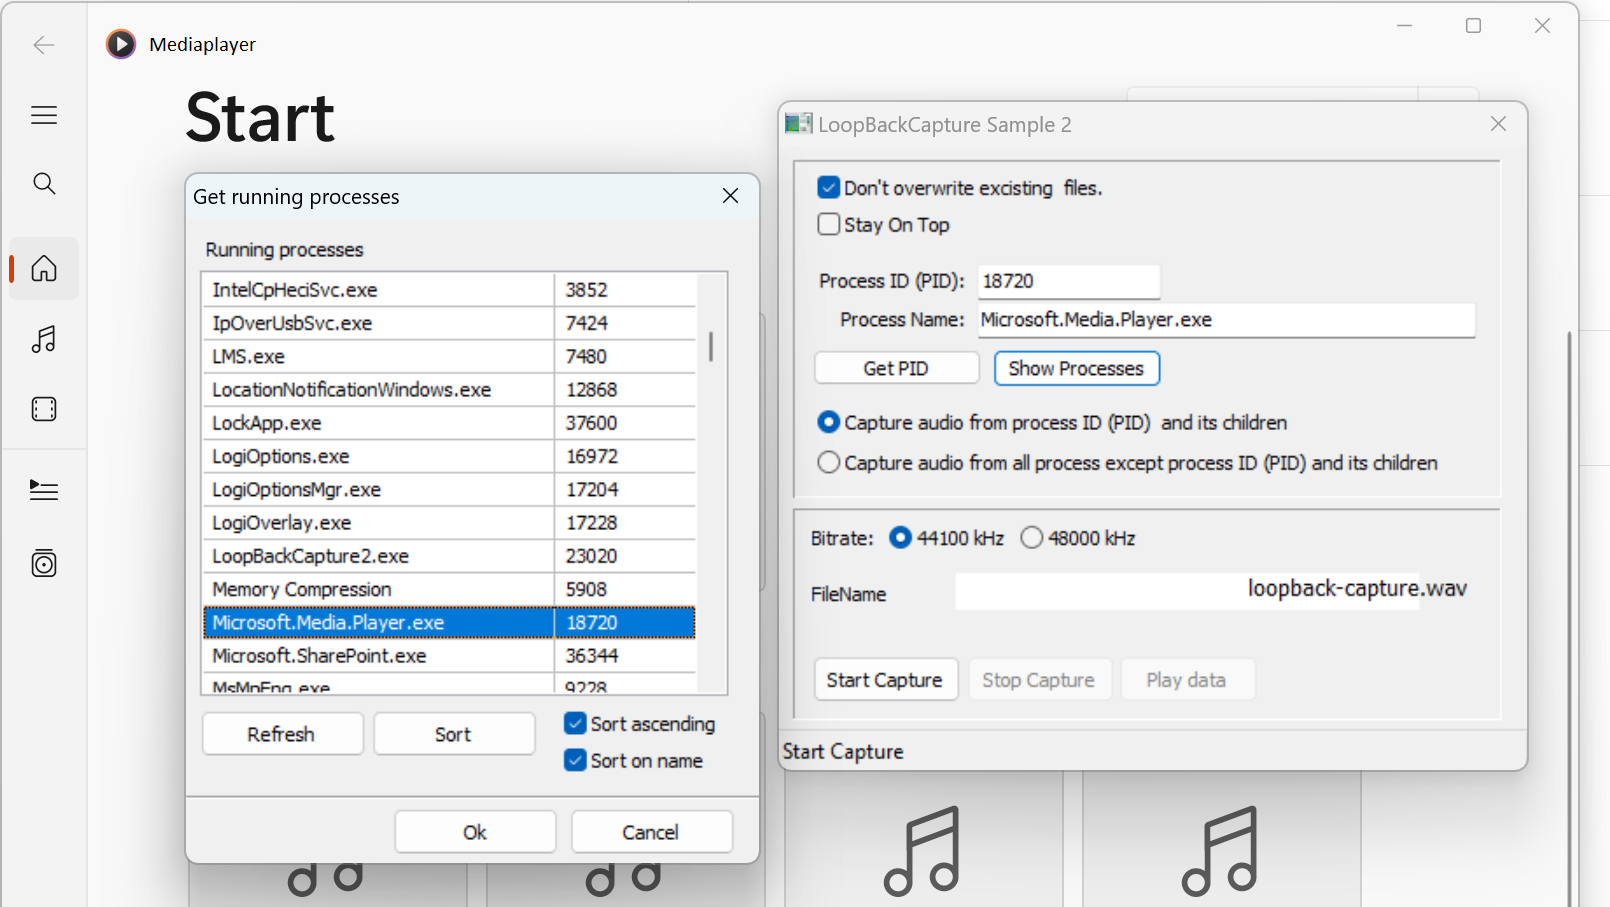 Mediaplayer
Start
Get running processes
Running processes
IntelCpHeciSvc.exe 3852
IpOverUsbSvc.exe 7424
LMS.exe 7480
LocationNotificationWindows.exe 12868
LockApp.exe 37600
LogiOptions.exe 16972
LogiOptionsMgr.exe 17204
LogiOverlay.exe 17228
LoopBackCapture2.exe 23020
Memory Compression 5908
Microsoft.Media.Player.exe 18720
Microsoft.SharePoint.exe 36344
MsMpEng.exe 9228
Refresh
Sort
Sort ascending
Sort on name
Ok
Cancel
LoopBackCapture Sample 2
Don't overwrite excisting files.
Stay On Top
Process ID (PID): 18720
Process Name: Microsoft.Media.Player.exe
Get PID
Show Processes
Capture audio from process ID (PID) and its children
Capture audio from all process except process ID (PID) and its children
Bitrate: 44100 kHz 48000 kHz
FileName loopback-capture.wav
Start Capture
Stop Capture
Play data
Start Capture